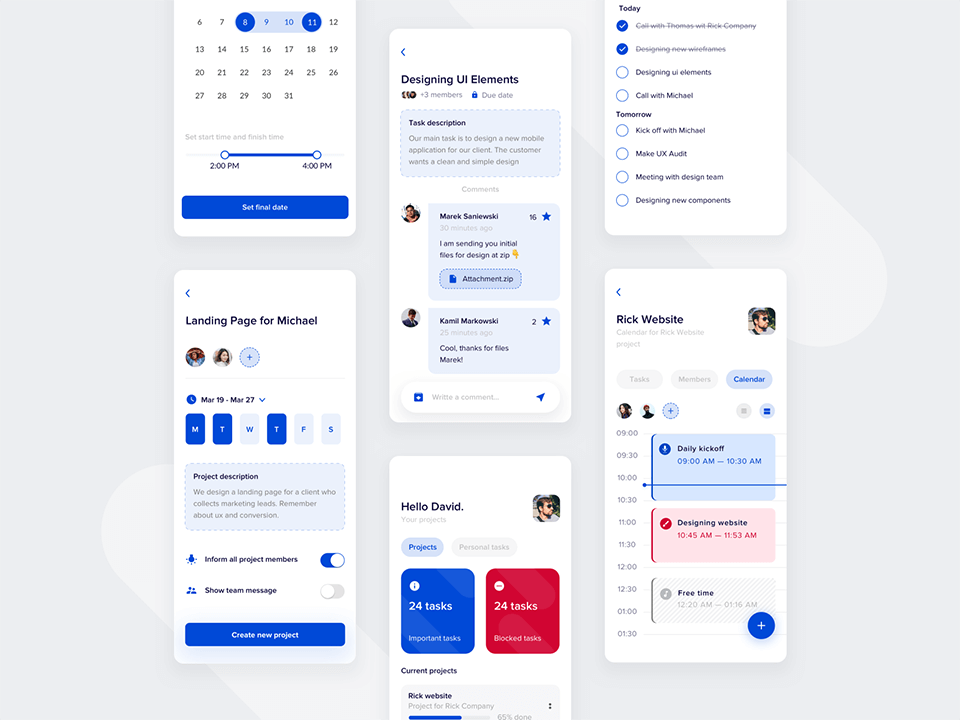 6 7 8 9 10 11 12
13 14 15 16 17 18 19
20 21 22 23 24 25 26
27 28 29 30 31
Set start time and finish time
2:00 PM 4:00 PM
Set final date
Landing Page for Michael
+
Mar 19 - Mar 27
M T W T F S
Project description
We design a landing page for a client who
collects marketing leads. Remember
about ux and conversion.
Inform all project members
Show team message
Create new project
Designing UI Elements
+3 members Due date
Task description
Our main task is to design a new mobile
application for our client. The customer
wants a clean and simple design
Comments
Marek Saniewski 16
30 minutes ago
I am sending you initial
files for design at zip 👇
Attachment.zip
Kamil Markowski 2
25 minutes ago
Cool, thanks for files
Marek!
Writte a comment...
Hello David.
Your projects
Projects Personal tasks
24 tasks
Important tasks
24 tasks
Blocked tasks
Current projects
Rick website
Project for Rick Company
65% done
Today
Call with Thomas wit Rick Company
Designing new wireframes
Designing ui elements
Call with Michael
Tomorrow
Kick off with Michael
Make UX Audit
Meeting with design team
Designing new components
Rick Website
Calendar for Rick Website
project
Tasks Members Calendar
+
09:00
09:30
10:00
10:30
11:00
11:30
12:00
12:30
01:00
01:30
Daily kickoff
09:00 AM — 10:30 AM
Designing website
10:45 AM — 11:53 AM
Free time
12:20 AM — 01:16 AM
+